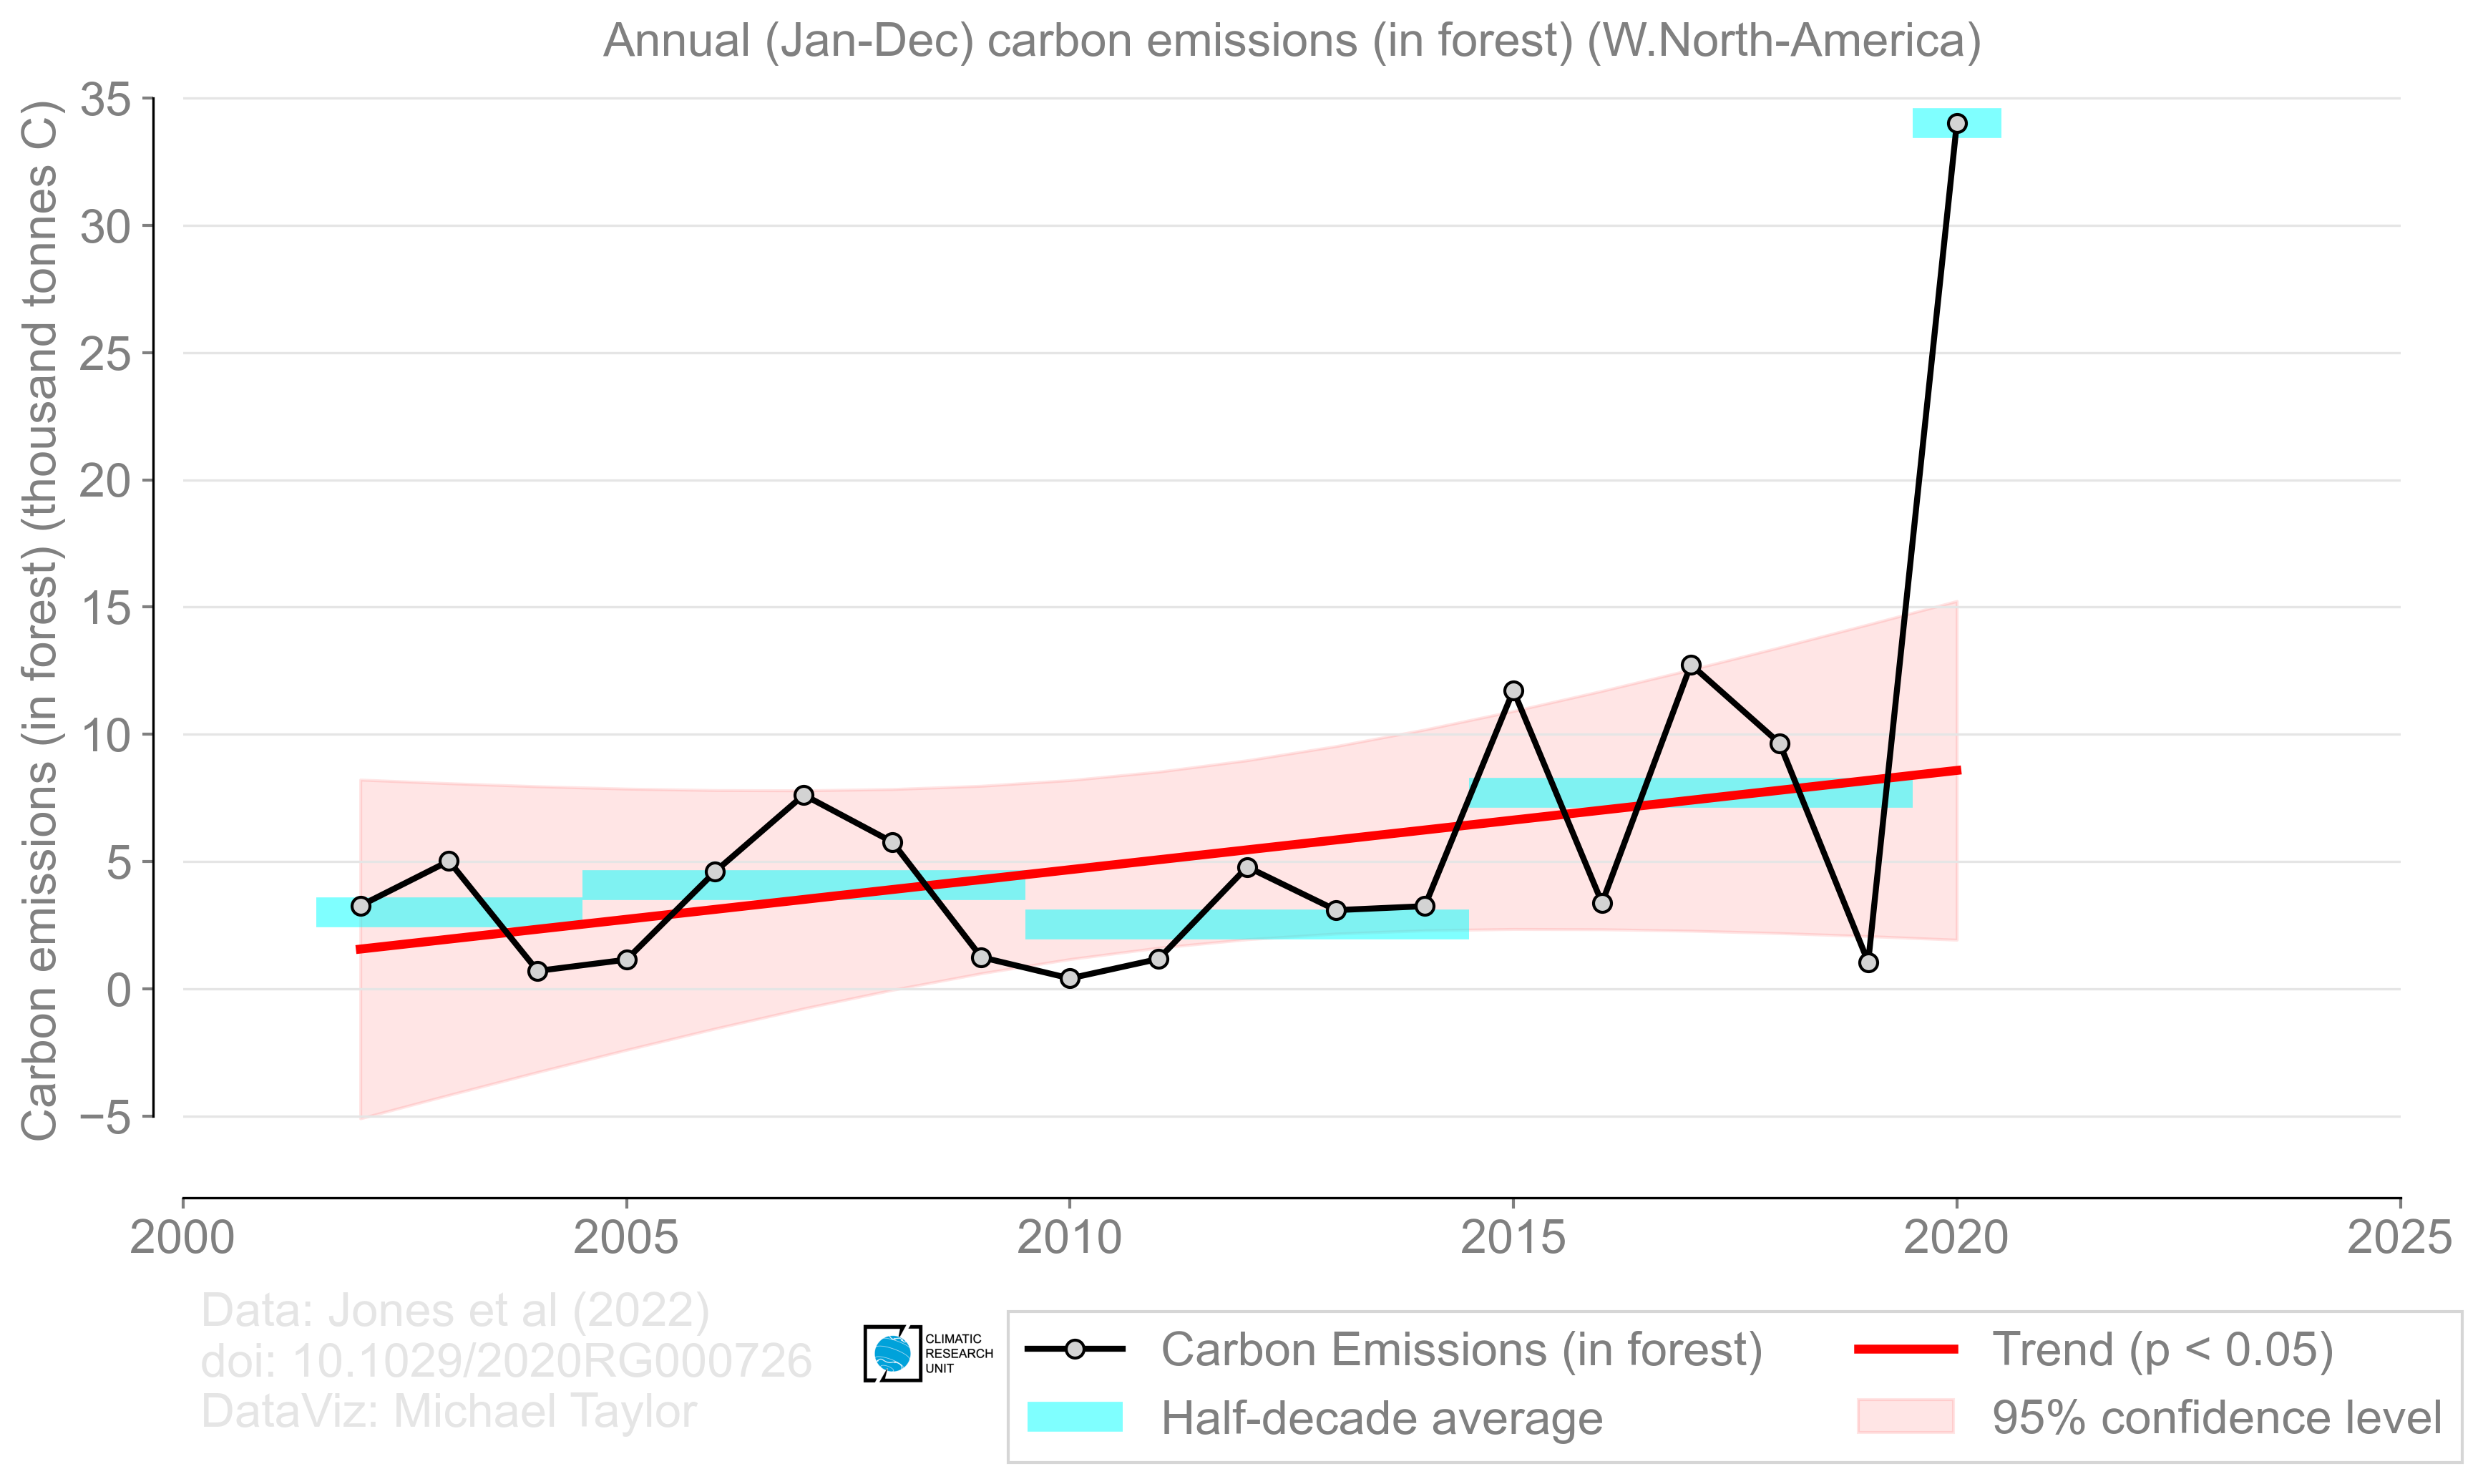 Annual (Jan-Dec) carbon emissions (in forest) (W.North-America)
Carbon emissions (in forest) (thousand tonnes C)
35
30
25
20
15
10
5
0
−5
2000 2005 2010 2015 2020 2025
Data: Jones et al (2022)
doi: 10.1029/2020RG000726
DataViz: Michael Taylor
CLIMATIC
RESEARCH
UNIT
Carbon Emissions (in forest)
Half-decade average
Trend (p < 0.05)
95% confidence level